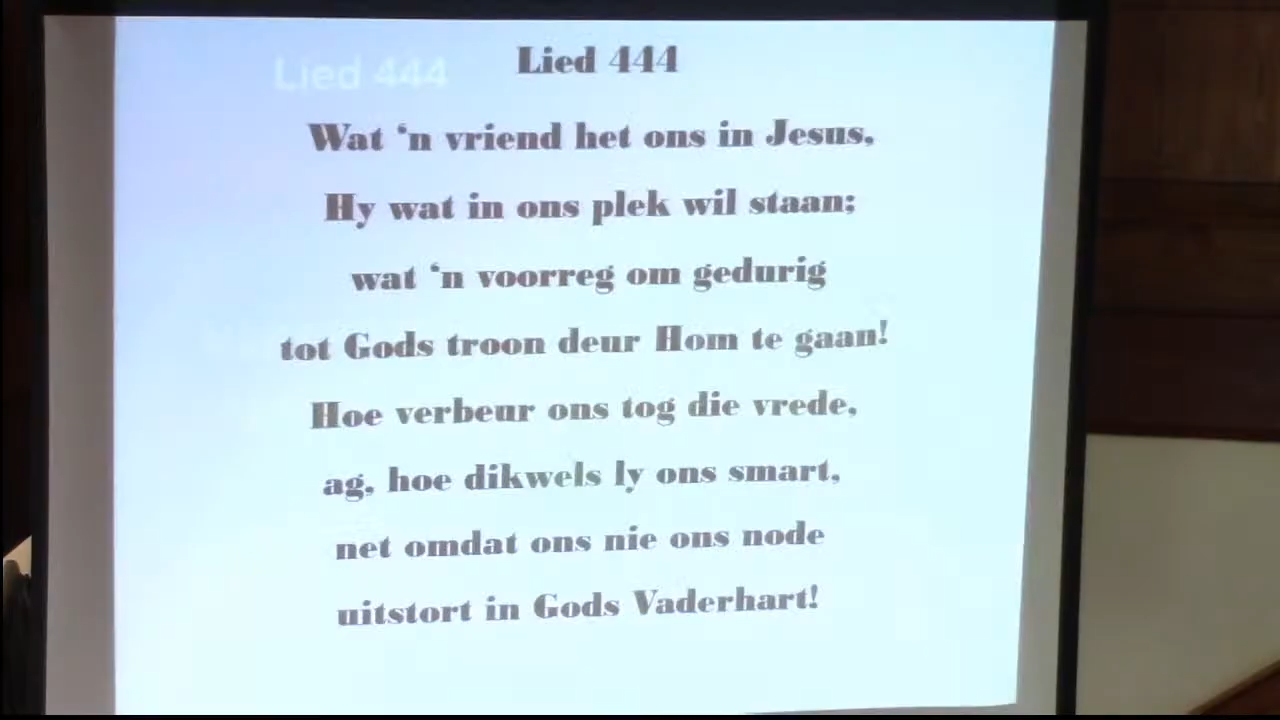 Lied 444
Lied 444
Wat ‘n vriend het ons in Jesus,
Hy wat in ons plek wil staan;
wat ‘n voorreg om gedurig
tot Gods troon deur Hom te gaan!
Hoe verbeur ons tog die vrede,
ag, hoe dikwels ly ons smart,
net omdat ons nie ons node
uitstort in Gods Vaderhart!